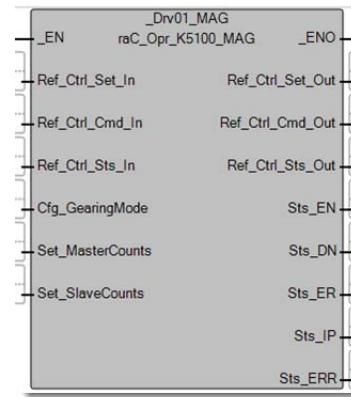 _Drv01_MAG
_EN raC_Opr_K5100_MAG _ENO
Ref_Ctrl_Set_In Ref_Ctrl_Set_Out
Ref_Ctrl_Cmd_In Ref_Ctrl_Cmd_Out
Ref_Ctrl_Sts_In Ref_Ctrl_Sts_Out
Cfg_GearingMode Sts_EN
Set_MasterCounts Sts_DN
Set_SlaveCounts Sts_ER
Sts_IP
Sts_ERR